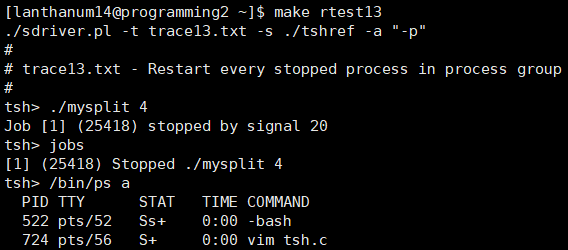 [lanthanum14@programming2 ~]$ make rtest13
./sdriver.pl -t trace13.txt -s ./tshref -a "-p"
#
# trace13.txt - Restart every stopped process in process group
#
tsh> ./mysplit 4
Job [1] (25418) stopped by signal 20
tsh> jobs
[1] (25418) Stopped ./mysplit 4
tsh> /bin/ps a
  PID TTY      STAT   TIME COMMAND
  522 pts/52   Ss+    0:00 -bash
  724 pts/56   S+     0:00 vim tsh.c